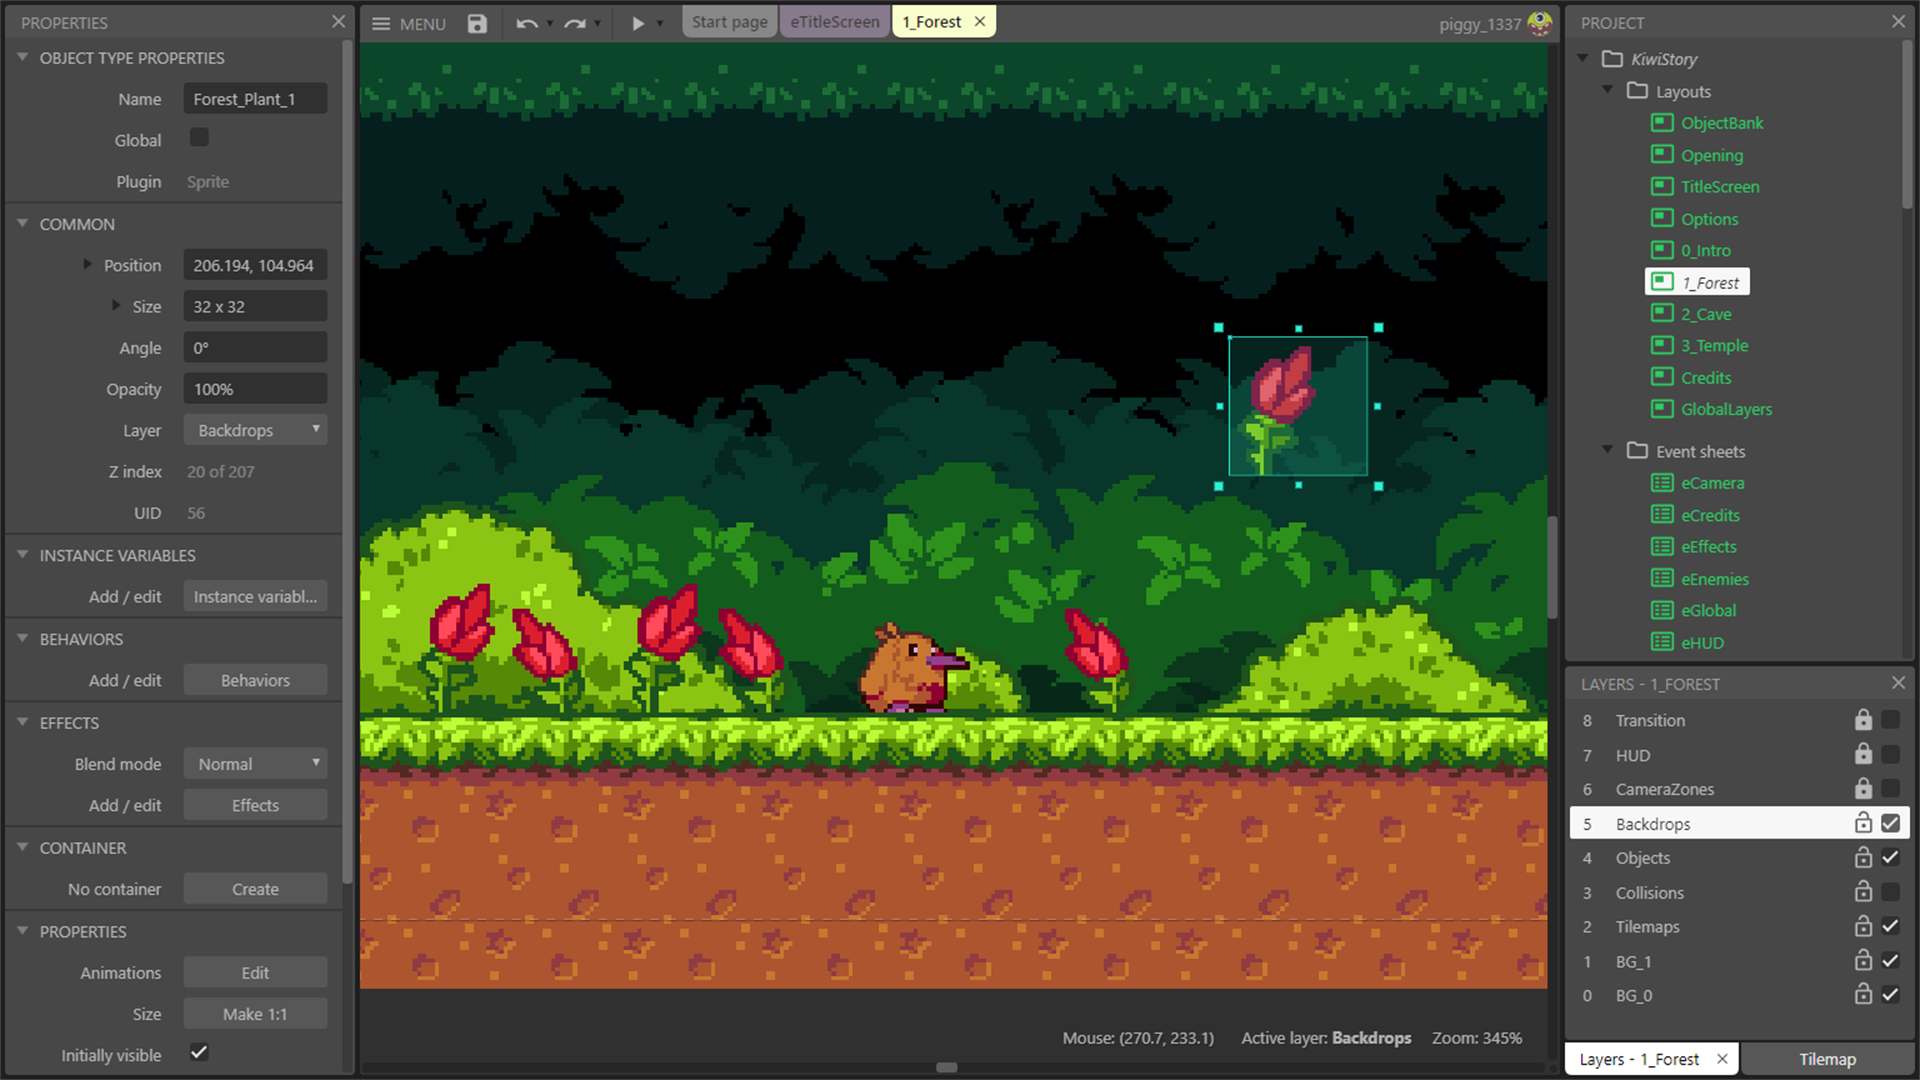 PROPERTIES
OBJECT TYPE PROPERTIES
Name Forest_Plant_1
Global
Plugin Sprite
COMMON
Position 206.194, 104.964
Size 32 x 32
Angle 0°
Opacity 100%
Layer Backdrops
Z index 20 of 207
UID 56
INSTANCE VARIABLES
Add / edit Instance variabl...
BEHAVIORS
Add / edit Behaviors
EFFECTS
Blend mode Normal
Add / edit Effects
CONTAINER
No container Create
PROPERTIES
Animations Edit
Size Make 1:1
Initially visible
MENU Start page eTitleScreen 1_Forest piggy_1337
Mouse: (270.7, 233.1) Active layer: Backdrops Zoom: 345%
PROJECT
KiwiStory
Layouts
ObjectBank
Opening
TitleScreen
Options
0_Intro
1_Forest
2_Cave
3_Temple
Credits
GlobalLayers
Event sheets
eCamera
eCredits
eEffects
eEnemies
eGlobal
eHUD
LAYERS - 1_FOREST
8 Transition
7 HUD
6 CameraZones
5 Backdrops
4 Objects
3 Collisions
2 Tilemaps
1 BG_1
0 BG_0
Layers - 1_Forest Tilemap